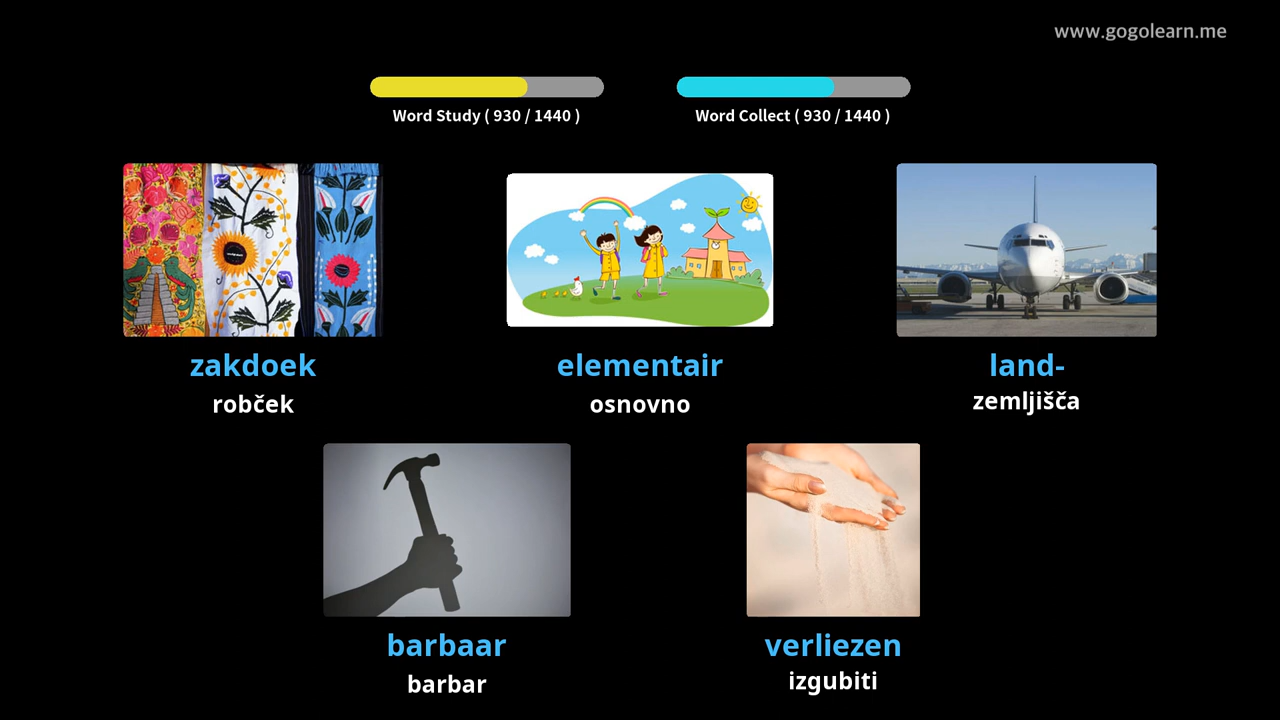 www.gogolearn.me
Word Study ( 930 / 1440 )
Word Collect ( 930 / 1440 )
zakdoek
robček
elementair
osnovno
land-
zemljišča
barbaar
barbar
verliezen
izgubiti